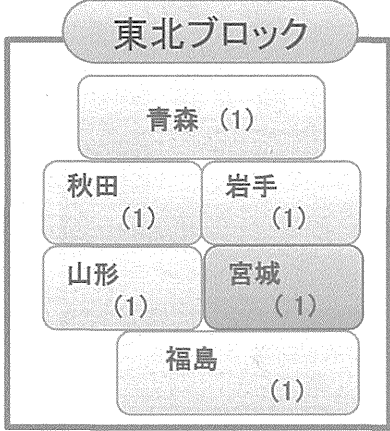 東北ブロック
青森 (1)
秋田 岩手
(1) (1)
山形 宮城
(1) ( 1)
福島
(1)